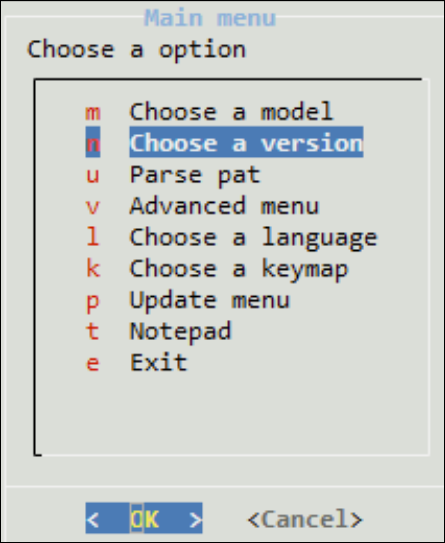 Main menu
Choose a option
m Choose a model
n Choose a version
u Parse pat
v Advanced menu
l Choose a language
k Choose a keymap
p Update menu
t Notepad
e Exit
< OK > <Cancel>